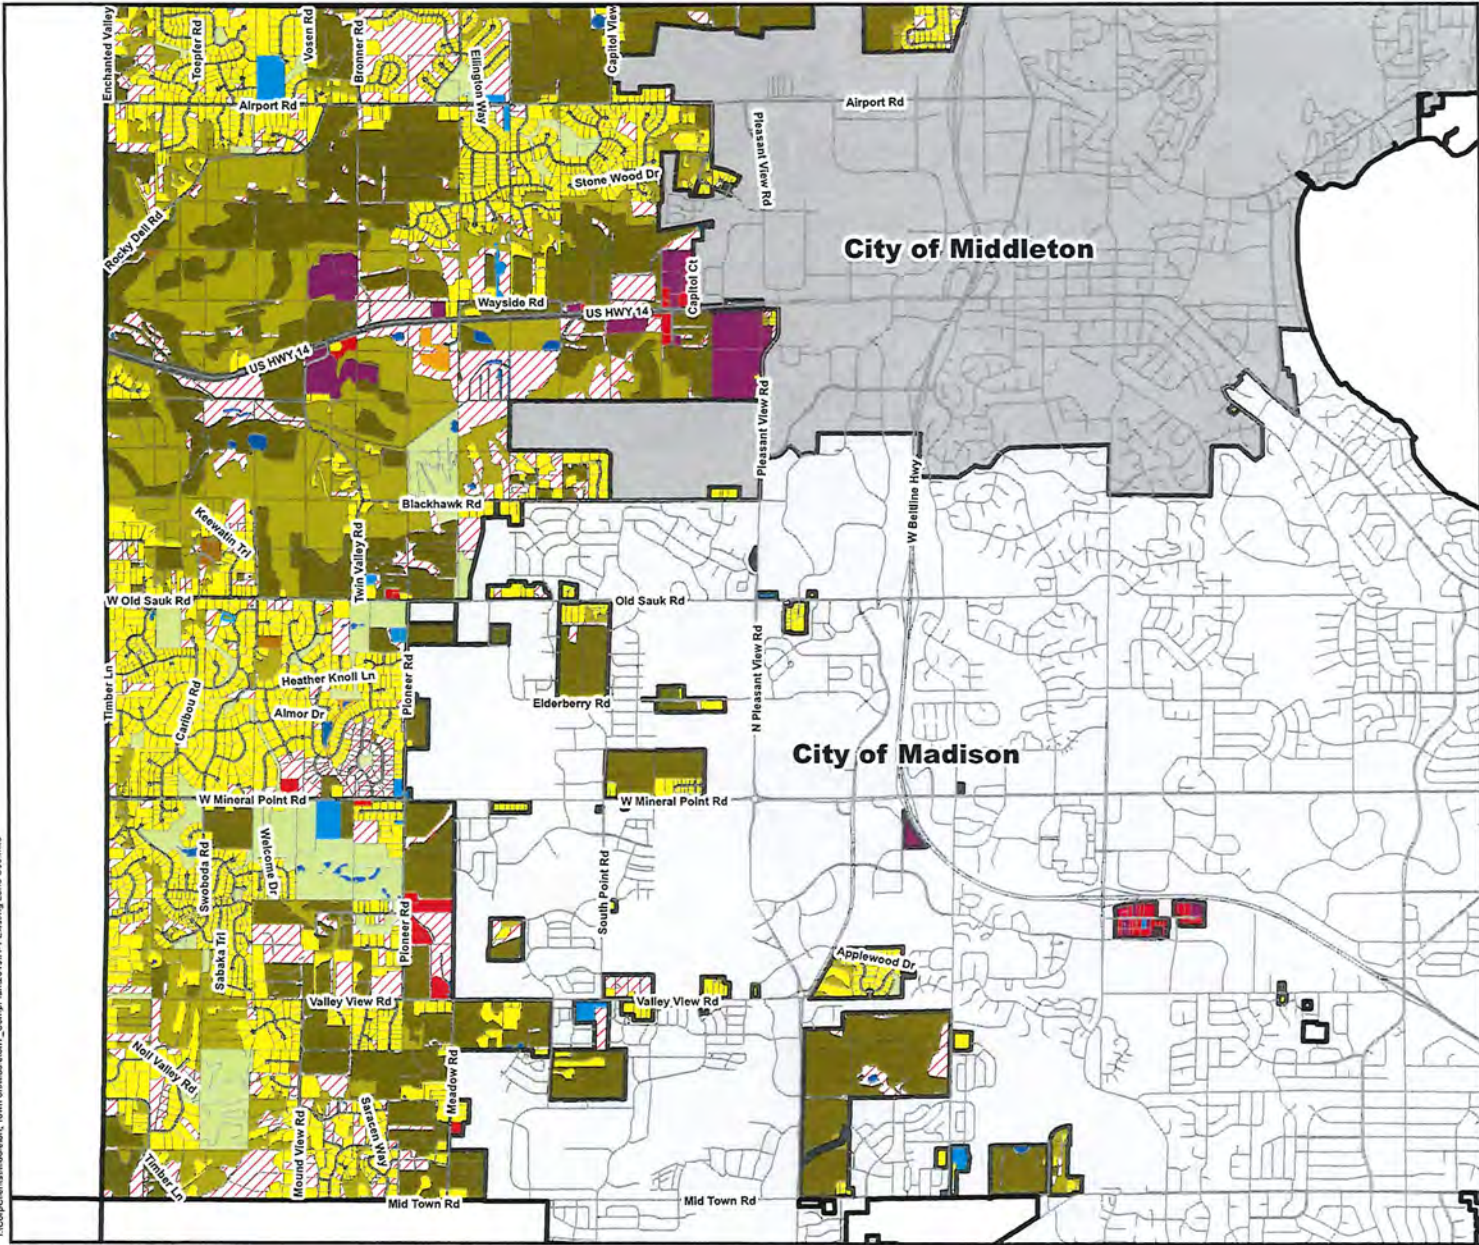 Enchanted Valley
Toepfer Rd
Vosen Rd
Bronner Rd
Ellington Way
Capitol View
Airport Rd
Airport Rd
Pleasant View Rd
Stone Wood Dr
Rocky Dell Rd
City of Middleton
Capitol Ct
Wayside Rd
US HWY 14
US HWY 14
Pleasant View Rd
Blackhawk Rd
W Beltline Hwy
Keewatin Trl
Twin Valley Rd
W Old Sauk Rd
Old Sauk Rd
Timber Ln
Caribou Rd
Heather Knoll Ln
Almor Dr
Pioneer Rd
Elderberry Rd
N Pleasant View Rd
City of Madison
W Mineral Point Rd
W Mineral Point Rd
Swoboda Rd
Welcome Dr
South Point Rd
Sabaka Trl
Pioneer Rd
Applewood Dr
Valley View Rd
Valley View Rd
Noll Valley Rd
Meadow Rd
Mound View Rd
Saracen Way
Timber Ln
Mid Town Rd
Mid Town Rd